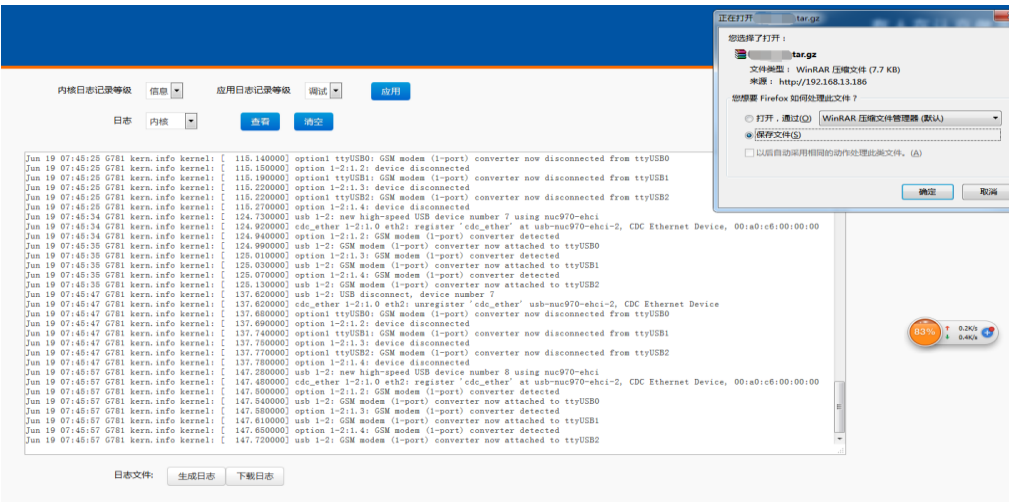 正在打开 tar.gz
您选择了打开：
tar.gz
文件类型： WinRAR 压缩文件 (7.7 KB)
来源： http://192.168.13.186
您想要 Firefox 如何处理此文件？
打开，通过(O) WinRAR 压缩文件管理器 (默认)
保存文件(S)
以后自动采用相同的动作处理此类文件。(A)
确定 取消
内核日志记录等级 信息 应用日志记录等级 调试 应用
日志 内核 查看 清空
Jun 19 07:45:25 G781 kern.info kernel: [ 115.140000] option1 ttyUSB0: GSM modem (1-port) converter now disconnected from ttyUSB0
Jun 19 07:45:25 G781 kern.info kernel: [ 115.150000] option 1-2:1.2: device disconnected
Jun 19 07:45:25 G781 kern.info kernel: [ 115.190000] option1 ttyUSB1: GSM modem (1-port) converter now disconnected from ttyUSB1
Jun 19 07:45:25 G781 kern.info kernel: [ 115.220000] option 1-2:1.3: device disconnected
Jun 19 07:45:25 G781 kern.info kernel: [ 115.220000] option1 ttyUSB2: GSM modem (1-port) converter now disconnected from ttyUSB2
Jun 19 07:45:25 G781 kern.info kernel: [ 115.270000] option 1-2:1.4: device disconnected
Jun 19 07:45:34 G781 kern.info kernel: [ 124.730000] usb 1-2: new high-speed USB device number 7 using nuc970-ehci
Jun 19 07:45:34 G781 kern.info kernel: [ 124.920000] cdc_ether 1-2:1.0 eth2: register 'cdc_ether' at usb-nuc970-ehci-2, CDC Ethernet Device, 00:a0:c6:00:00:00
Jun 19 07:45:34 G781 kern.info kernel: [ 124.940000] option 1-2:1.2: GSM modem (1-port) converter detected
Jun 19 07:45:35 G781 kern.info kernel: [ 124.990000] usb 1-2: GSM modem (1-port) converter now attached to ttyUSB0
Jun 19 07:45:35 G781 kern.info kernel: [ 125.010000] option 1-2:1.3: GSM modem (1-port) converter detected
Jun 19 07:45:35 G781 kern.info kernel: [ 125.030000] usb 1-2: GSM modem (1-port) converter now attached to ttyUSB1
Jun 19 07:45:35 G781 kern.info kernel: [ 125.070000] option 1-2:1.4: GSM modem (1-port) converter detected
Jun 19 07:45:35 G781 kern.info kernel: [ 125.130000] usb 1-2: GSM modem (1-port) converter now attached to ttyUSB2
Jun 19 07:45:47 G781 kern.info kernel: [ 137.620000] usb 1-2: USB disconnect, device number 7
Jun 19 07:45:47 G781 kern.info kernel: [ 137.620000] cdc_ether 1-2:1.0 eth2: unregister 'cdc_ether' usb-nuc970-ehci-2, CDC Ethernet Device
Jun 19 07:45:47 G781 kern.info kernel: [ 137.680000] option1 ttyUSB0: GSM modem (1-port) converter now disconnected from ttyUSB0
Jun 19 07:45:47 G781 kern.info kernel: [ 137.690000] option 1-2:1.2: device disconnected
Jun 19 07:45:47 G781 kern.info kernel: [ 137.740000] option1 ttyUSB1: GSM modem (1-port) converter now disconnected from ttyUSB1
Jun 19 07:45:47 G781 kern.info kernel: [ 137.750000] option 1-2:1.3: device disconnected
Jun 19 07:45:47 G781 kern.info kernel: [ 137.770000] option1 ttyUSB2: GSM modem (1-port) converter now disconnected from ttyUSB2
Jun 19 07:45:47 G781 kern.info kernel: [ 137.780000] option 1-2:1.4: device disconnected
Jun 19 07:45:57 G781 kern.info kernel: [ 147.280000] usb 1-2: new high-speed USB device number 8 using nuc970-ehci
Jun 19 07:45:57 G781 kern.info kernel: [ 147.480000] cdc_ether 1-2:1.0 eth2: register 'cdc_ether' at usb-nuc970-ehci-2, CDC Ethernet Device, 00:a0:c6:00:00:00
Jun 19 07:45:57 G781 kern.info kernel: [ 147.500000] option 1-2:1.2: GSM modem (1-port) converter detected
Jun 19 07:45:57 G781 kern.info kernel: [ 147.540000] usb 1-2: GSM modem (1-port) converter now attached to ttyUSB0
Jun 19 07:45:57 G781 kern.info kernel: [ 147.580000] option 1-2:1.3: GSM modem (1-port) converter detected
Jun 19 07:45:57 G781 kern.info kernel: [ 147.610000] usb 1-2: GSM modem (1-port) converter now attached to ttyUSB1
Jun 19 07:45:57 G781 kern.info kernel: [ 147.650000] option 1-2:1.4: GSM modem (1-port) converter detected
Jun 19 07:45:57 G781 kern.info kernel: [ 147.720000] usb 1-2: GSM modem (1-port) converter now attached to ttyUSB2
83% 0.2K/s
0.4K/s
日志文件: 生成日志 下载日志